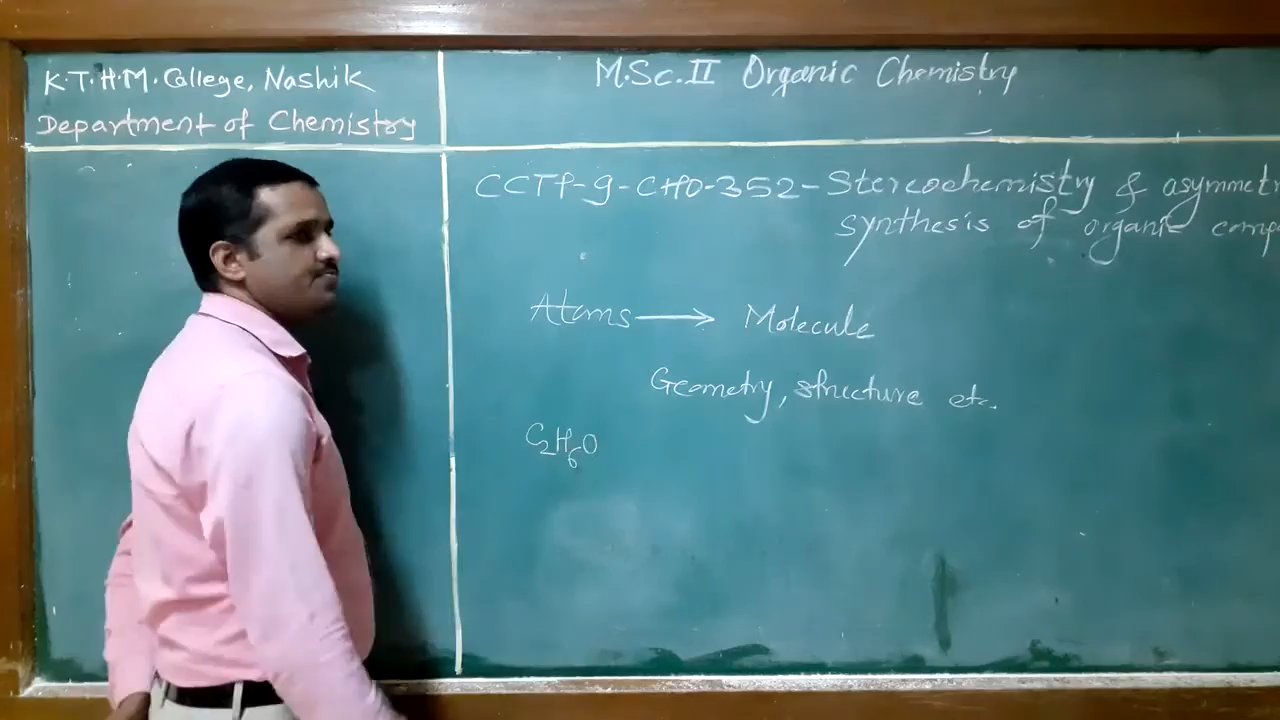 K.T.H.M. College, Nashik
Department of Chemistry
M.Sc. II Organic Chemistry
CCTP-9-CHO-352-Stereochemistry & asymmetr
synthesis of organic comp
Atoms → Molecule
Geometry, structure etc.
C2H6O